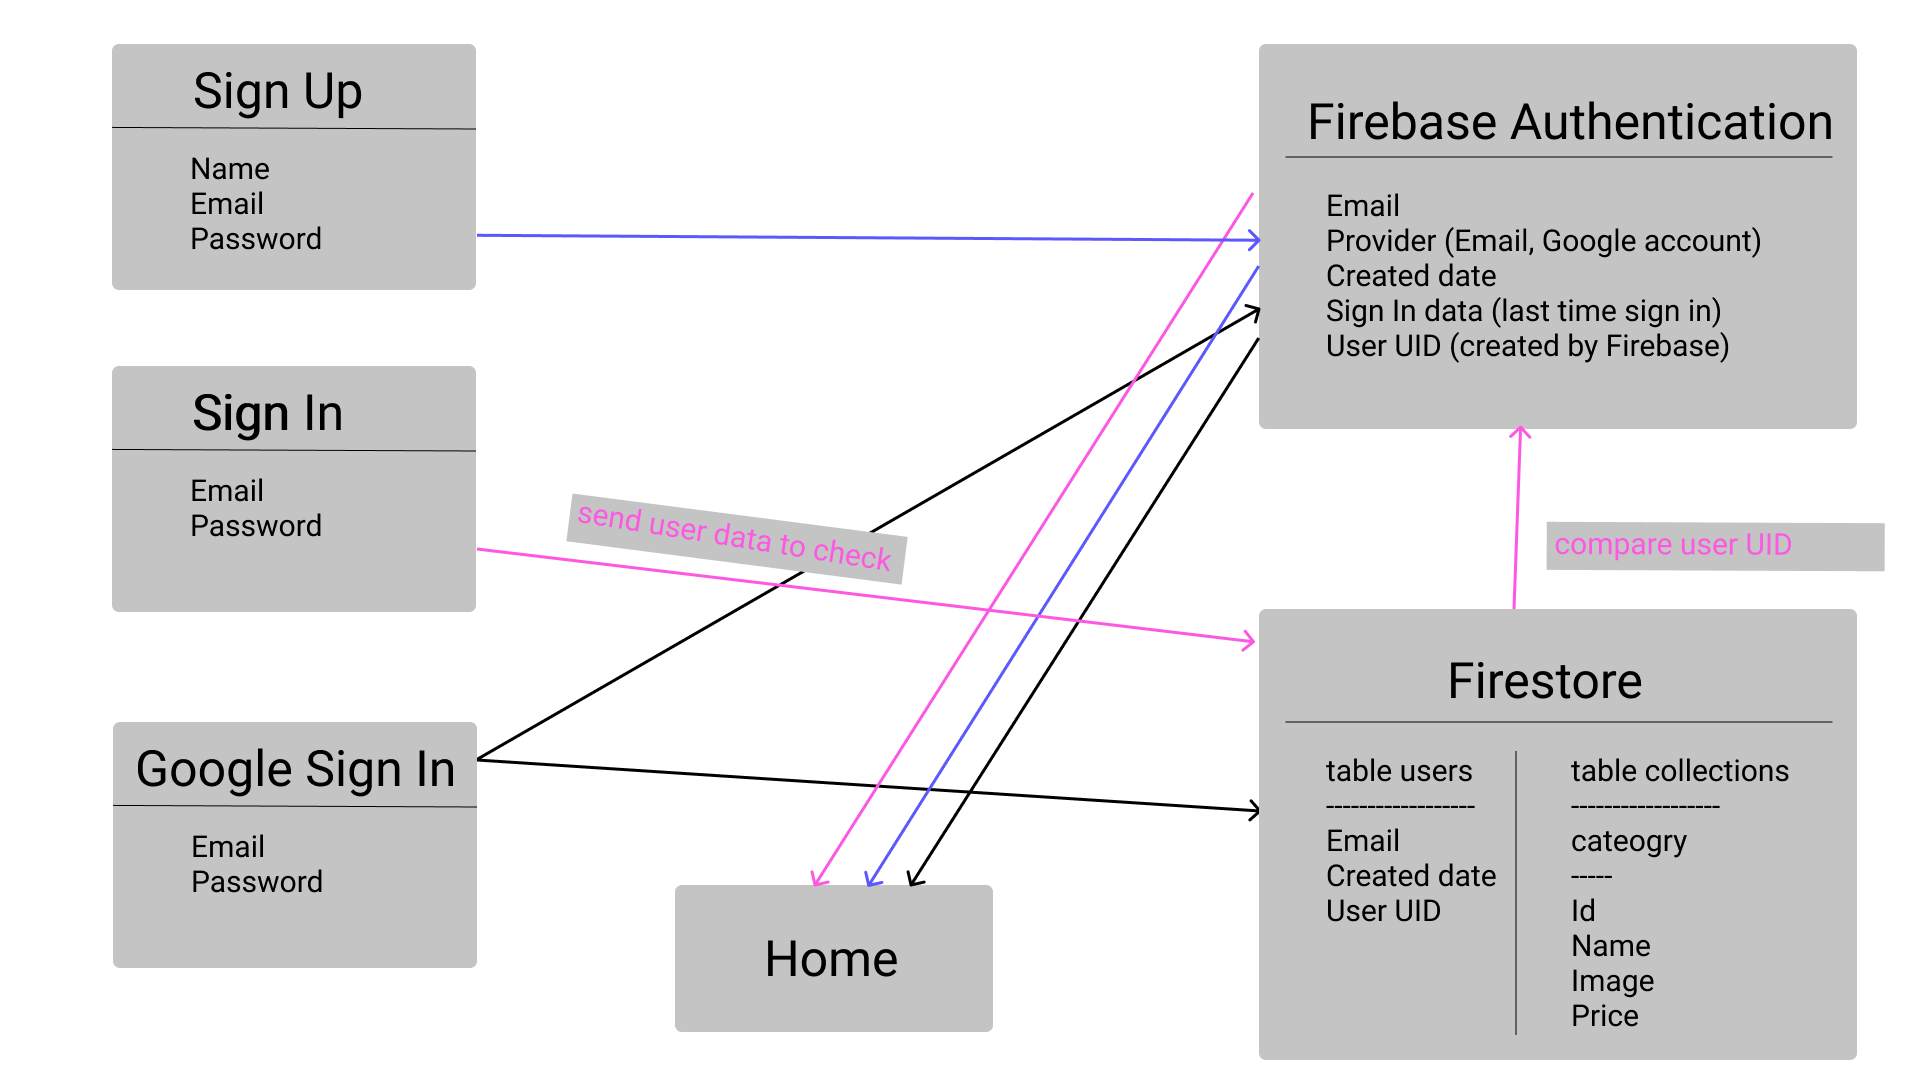 Sign Up
Name
Email
Password
Sign In
Email
Password
Google Sign In
Email
Password
send user data to check
Home
Firebase Authentication
Email
Provider (Email, Google account)
Created date
Sign In data (last time sign in)
User UID (created by Firebase)
compare user UID
Firestore
table users
------------------
Email
Created date
User UID
table collections
------------------
cateogry
-----
Id
Name
Image
Price